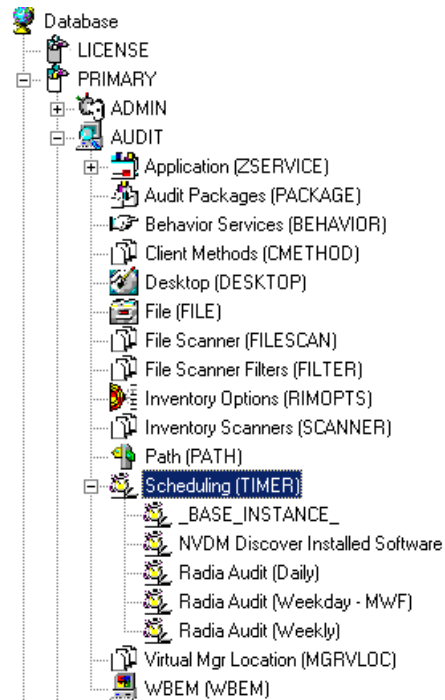 Database
LICENSE
PRIMARY
ADMIN
AUDIT
Application (ZSERVICE)
Audit Packages (PACKAGE)
Behavior Services (BEHAVIOR)
Client Methods (CMETHOD)
Desktop (DESKTOP)
File (FILE)
File Scanner (FILESCAN)
File Scanner Filters (FILTER)
Inventory Options (RIMOPTS)
Inventory Scanners (SCANNER)
Path (PATH)
Scheduling (TIMER)
_BASE_INSTANCE_
NVDM Discover Installed Software
Radia Audit (Daily)
Radia Audit (Weekday - MWF)
Radia Audit (Weekly)
Virtual Mgr Location (MGRVLOC)
WBEM (WBEM)